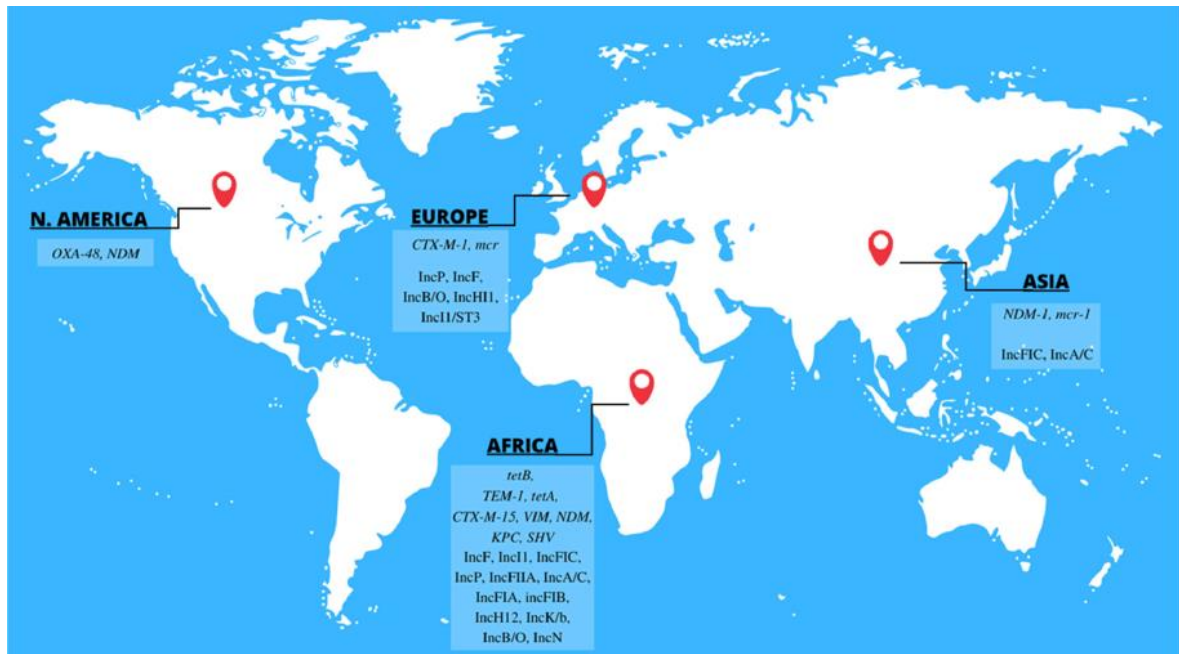 N. AMERICA
OXA-48, NDM
EUROPE
CTX-M-1, mcr
IncP, IncF,
IncB/O, IncHI1,
IncI1/ST3
ASIA
NDM-1, mcr-1
IncFIC, IncA/C
AFRICA
tetB,
TEM-1, tetA,
CTX-M-15, VIM, NDM,
KPC, SHV
IncF, IncI1, IncFIC,
IncP, IncFIIA, IncA/C,
IncFIA, incFIB,
IncH12, IncK/b,
IncB/O, IncN